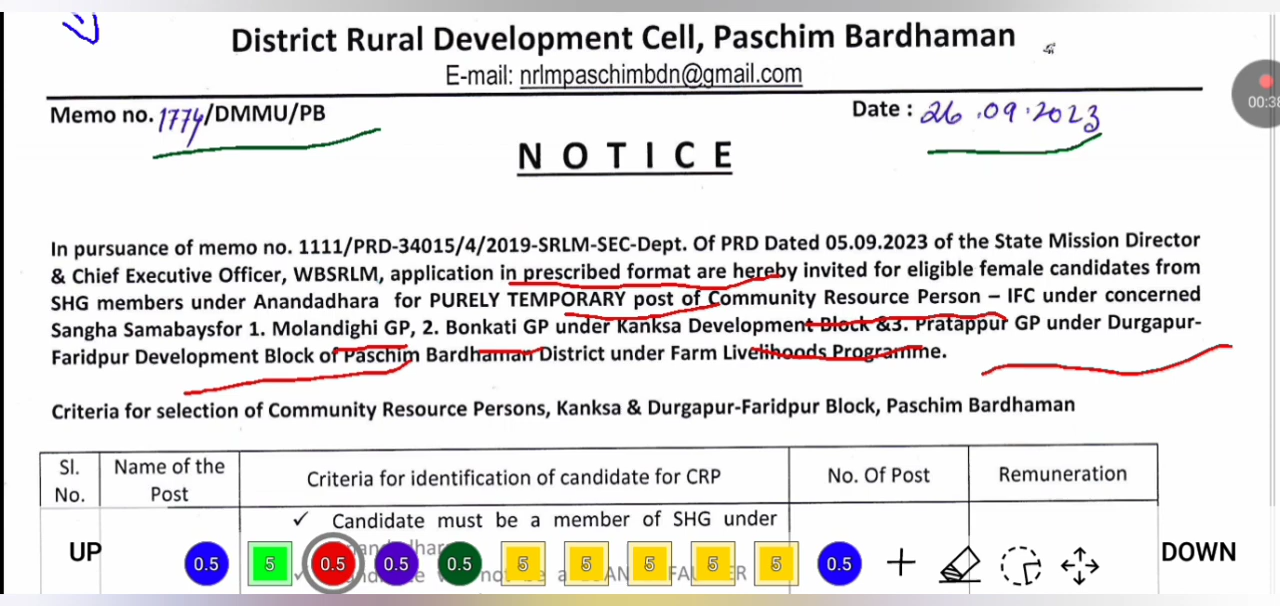 District Rural Development Cell, Paschim Bardhaman
E-mail: nrlmpaschimbdn@gmail.com
Memo no. 1774/DMMU/PB
Date : 26.09.2023
00:38
NOTICE
In pursuance of memo no. 1111/PRD-34015/4/2019-SRLM-SEC-Dept. Of PRD Dated 05.09.2023 of the State Mission Director
& Chief Executive Officer, WBSRLM, application in prescribed format are hereby invited for eligible female candidates from
SHG members under Anandadhara for PURELY TEMPORARY post of Community Resource Person – IFC under concerned
Sangha Samabaysfor 1. Molandighi GP, 2. Bonkati GP under Kanksa Development Block &3. Pratappur GP under Durgapur-
Faridpur Development Block of Paschim Bardhaman District under Farm Livelihoods Programme.
Criteria for selection of Community Resource Persons, Kanksa & Durgapur-Faridpur Block, Paschim Bardhaman
Sl. No.
Name of the Post
Criteria for identification of candidate for CRP
No. Of Post
Remuneration
✓ Candidate must be a member of SHG under
UP
0.5 5 0.5 0.5 0.5 5 5 5 5 5 0.5
DOWN